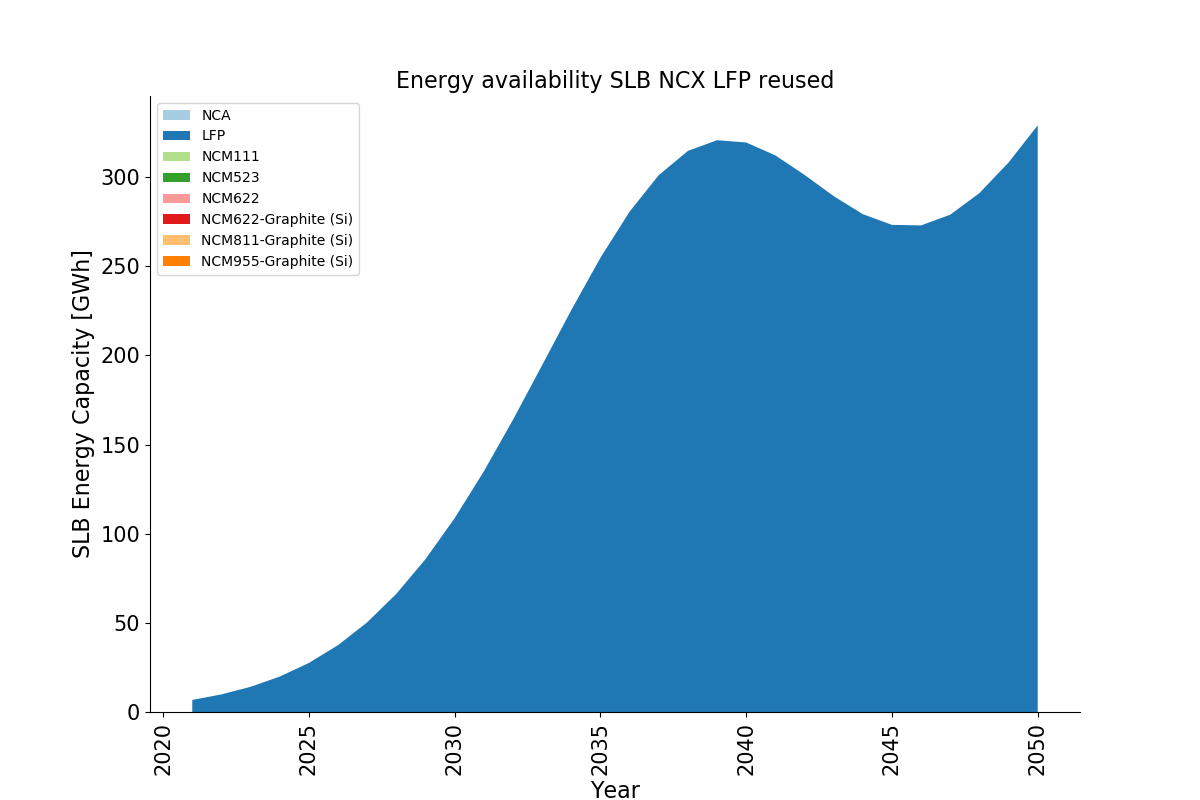 Energy availability SLB NCX LFP reused
NCA
LFP
NCM111
NCM523
NCM622
NCM622-Graphite (Si)
NCM811-Graphite (Si)
NCM955-Graphite (Si)
SLB Energy Capacity [GWh]
300
250
200
150
100
50
0
2020
2025
2030
2035
2040
2045
2050
Year